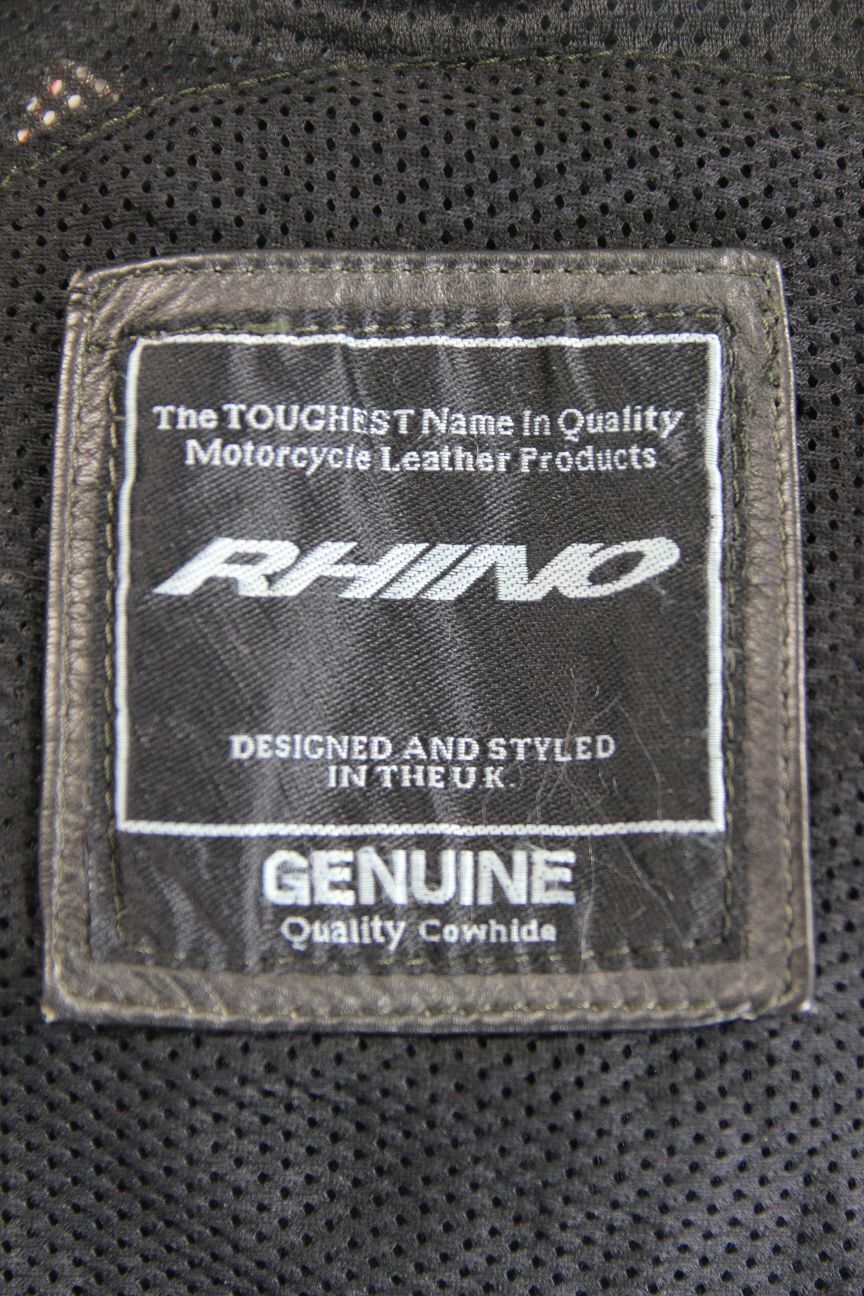 The TOUGHEST Name In Quality
Motorcycle Leather Products
RHINO
DESIGNED AND STYLED
IN THE U.K.
GENUINE
Quality Cowhide